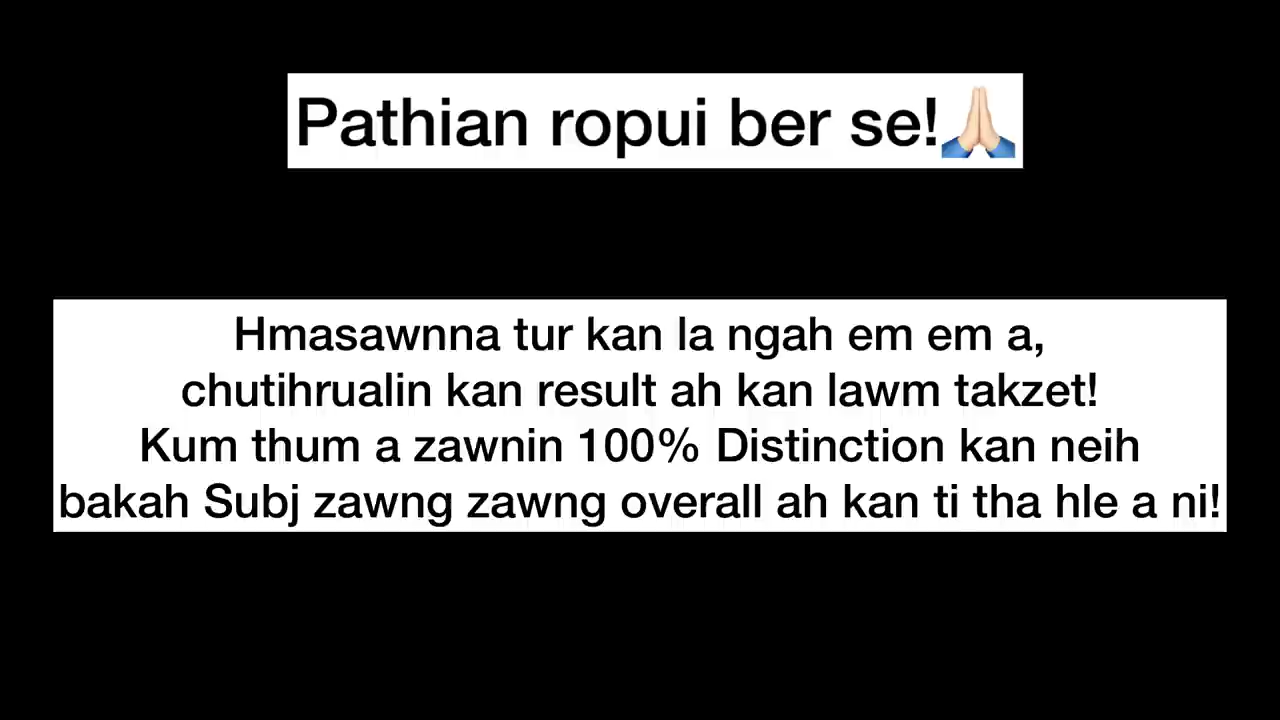 Pathian ropui ber se!🙏🏻
Hmasawnna tur kan la ngah em em a,
chutihrualin kan result ah kan lawm takzet!
Kum thum a zawnin 100% Distinction kan neih
bakah Subj zawng zawng overall ah kan ti tha hle a ni!